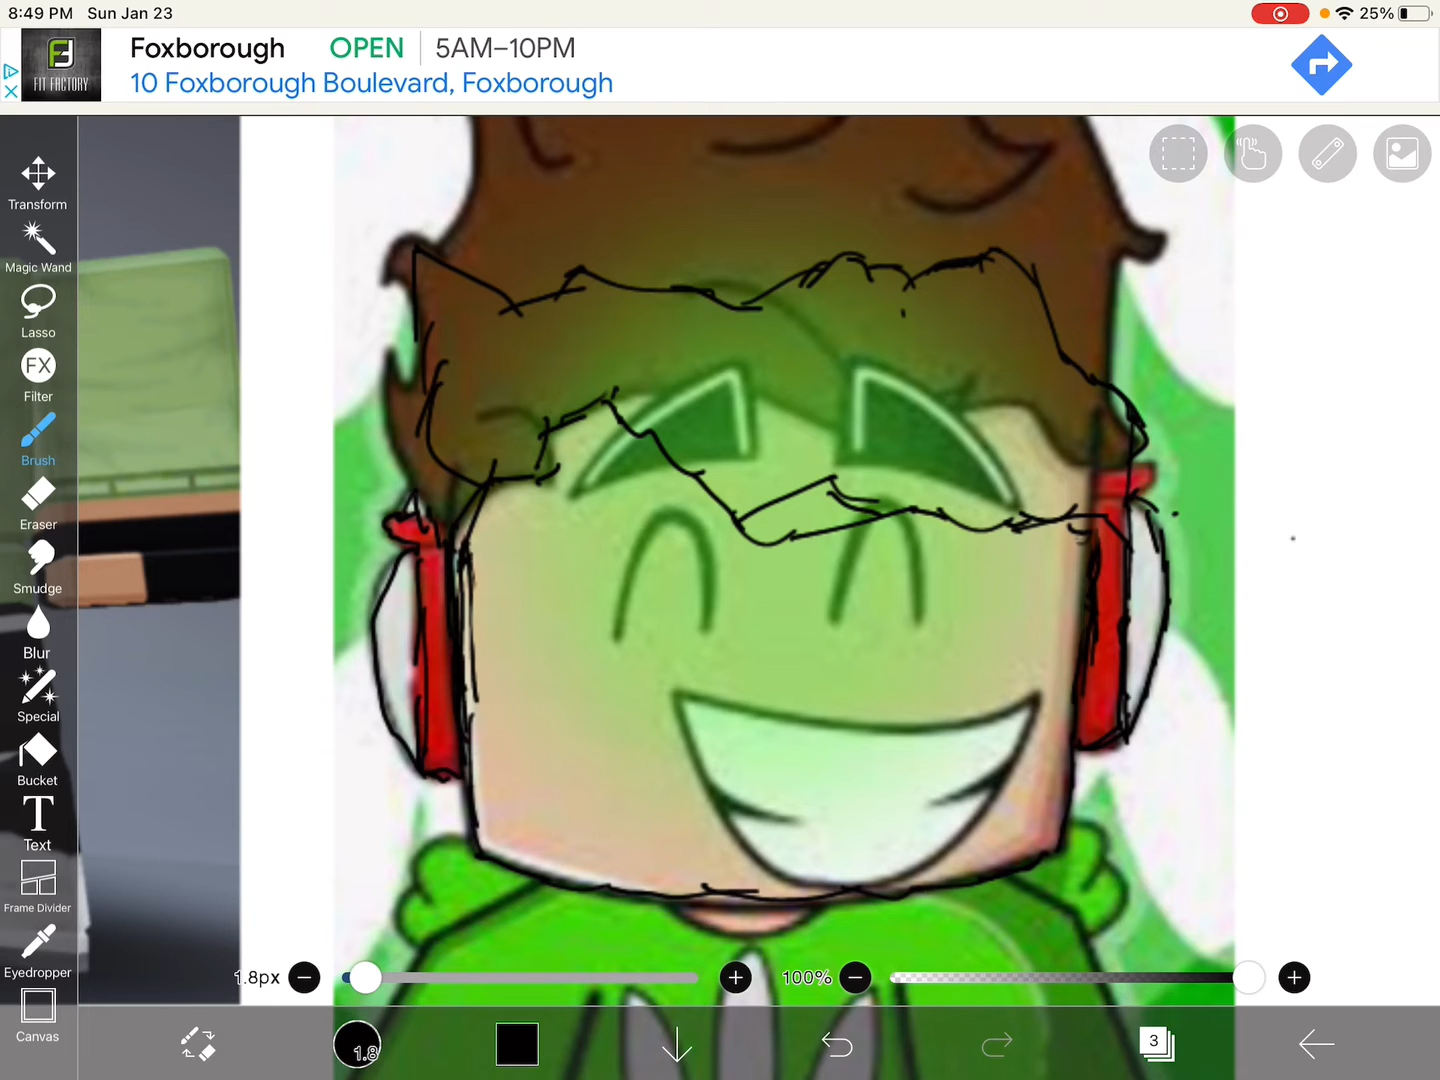 8:49 PM Sun Jan 23
25%
Foxborough OPEN 5AM–10PM
10 Foxborough Boulevard, Foxborough
FIT FACTORY
Transform
Magic Wand
Lasso
FX
Filter
Brush
Eraser
Smudge
Blur
Special
Bucket
T
Text
Frame Divider
Eyedropper
Canvas
1.8px
100%
1.8
3